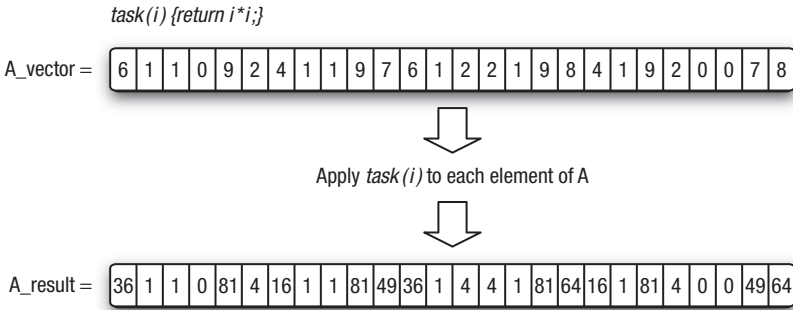 task(i) {return i*i;}
A_vector = 6 1 1 0 9 2 4 1 1 9 7 6 1 2 2 1 9 8 4 1 9 2 0 0 7 8
Apply task(i) to each element of A
A_result = 36 1 1 0 81 4 16 1 1 81 49 36 1 4 4 1 81 64 16 1 81 4 0 0 49 64